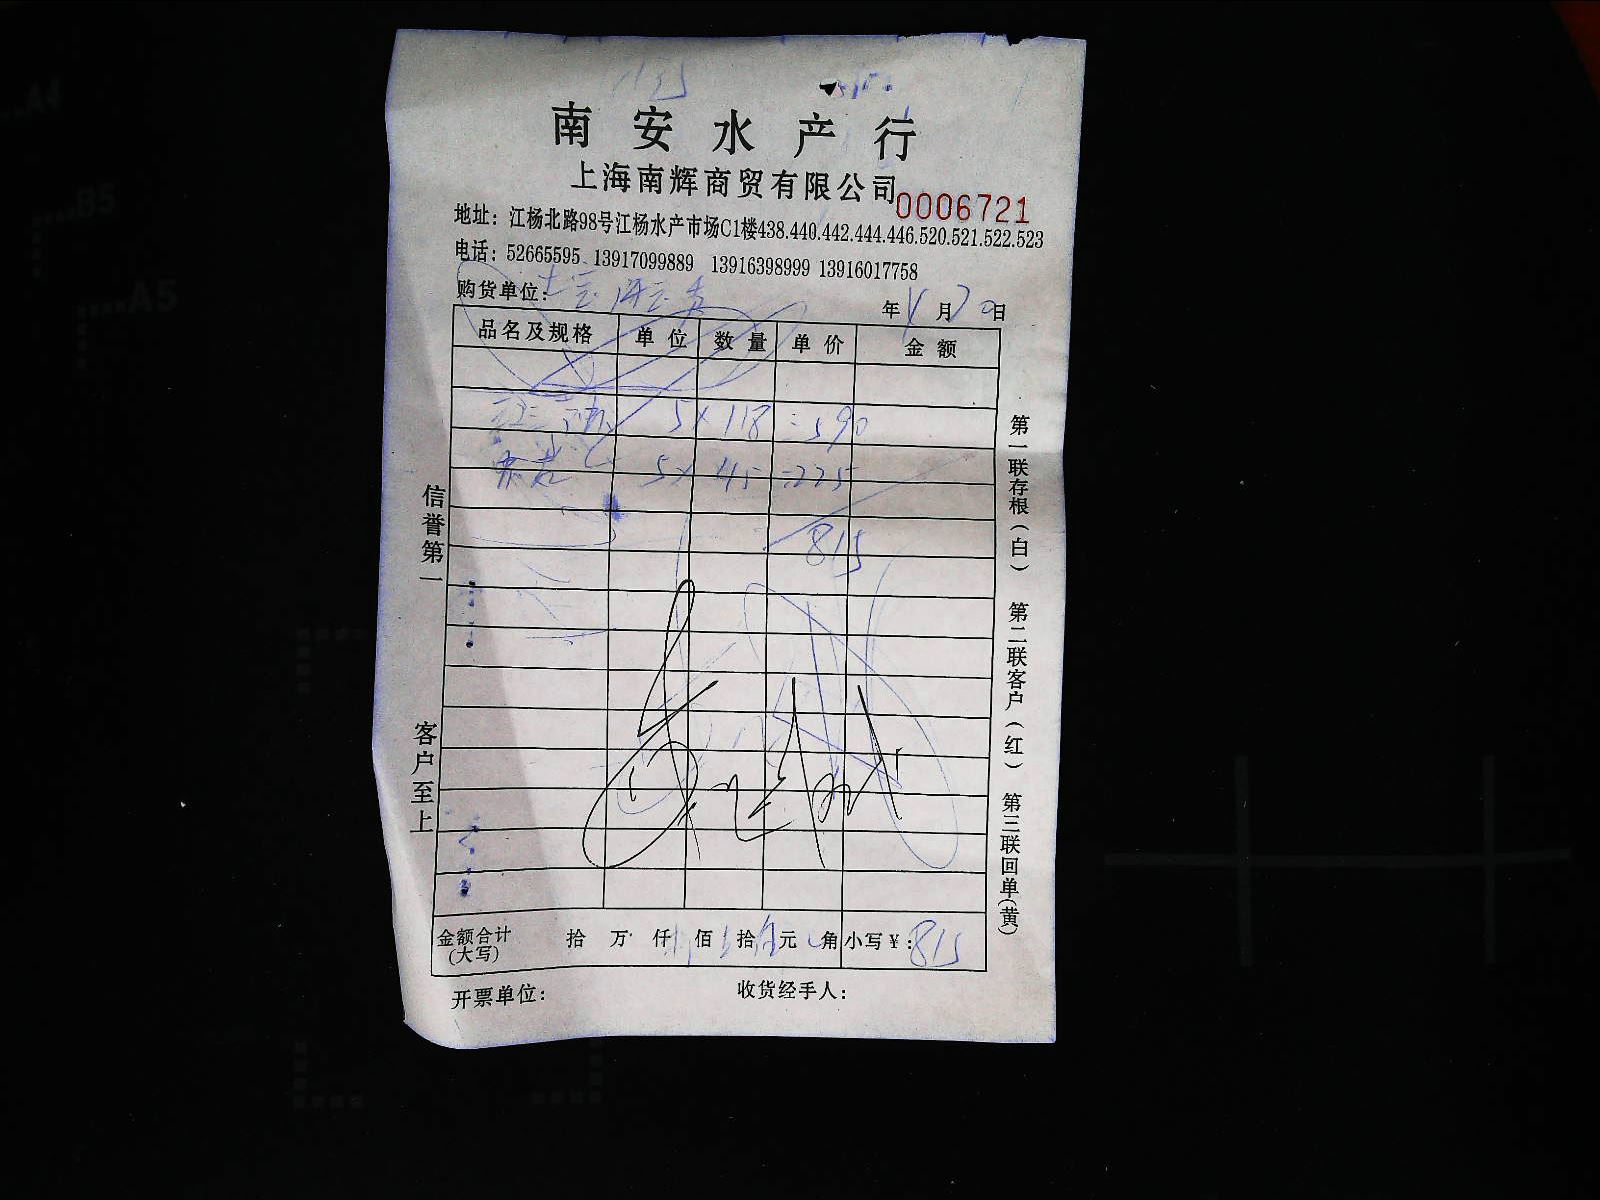 南安水产行
上海南辉商贸有限公司
0006721
地址：江杨北路98号江杨水产市场C1楼438.440.442.444.446.520.521.522.523
电话：52665595 13917099889 13916398999 13916017758
购货单位：
年 4 月 20 日
品名及规格 单位 数量 单价 金额
5×118=590
5×45=225
815
信誉第一 客户至上
第一联存根（白） 第二联客户（红） 第三联回单（黄）
金额合计（大写） 拾 万 仟 佰 拾 元 角 小写￥：815
开票单位： 收货经手人：